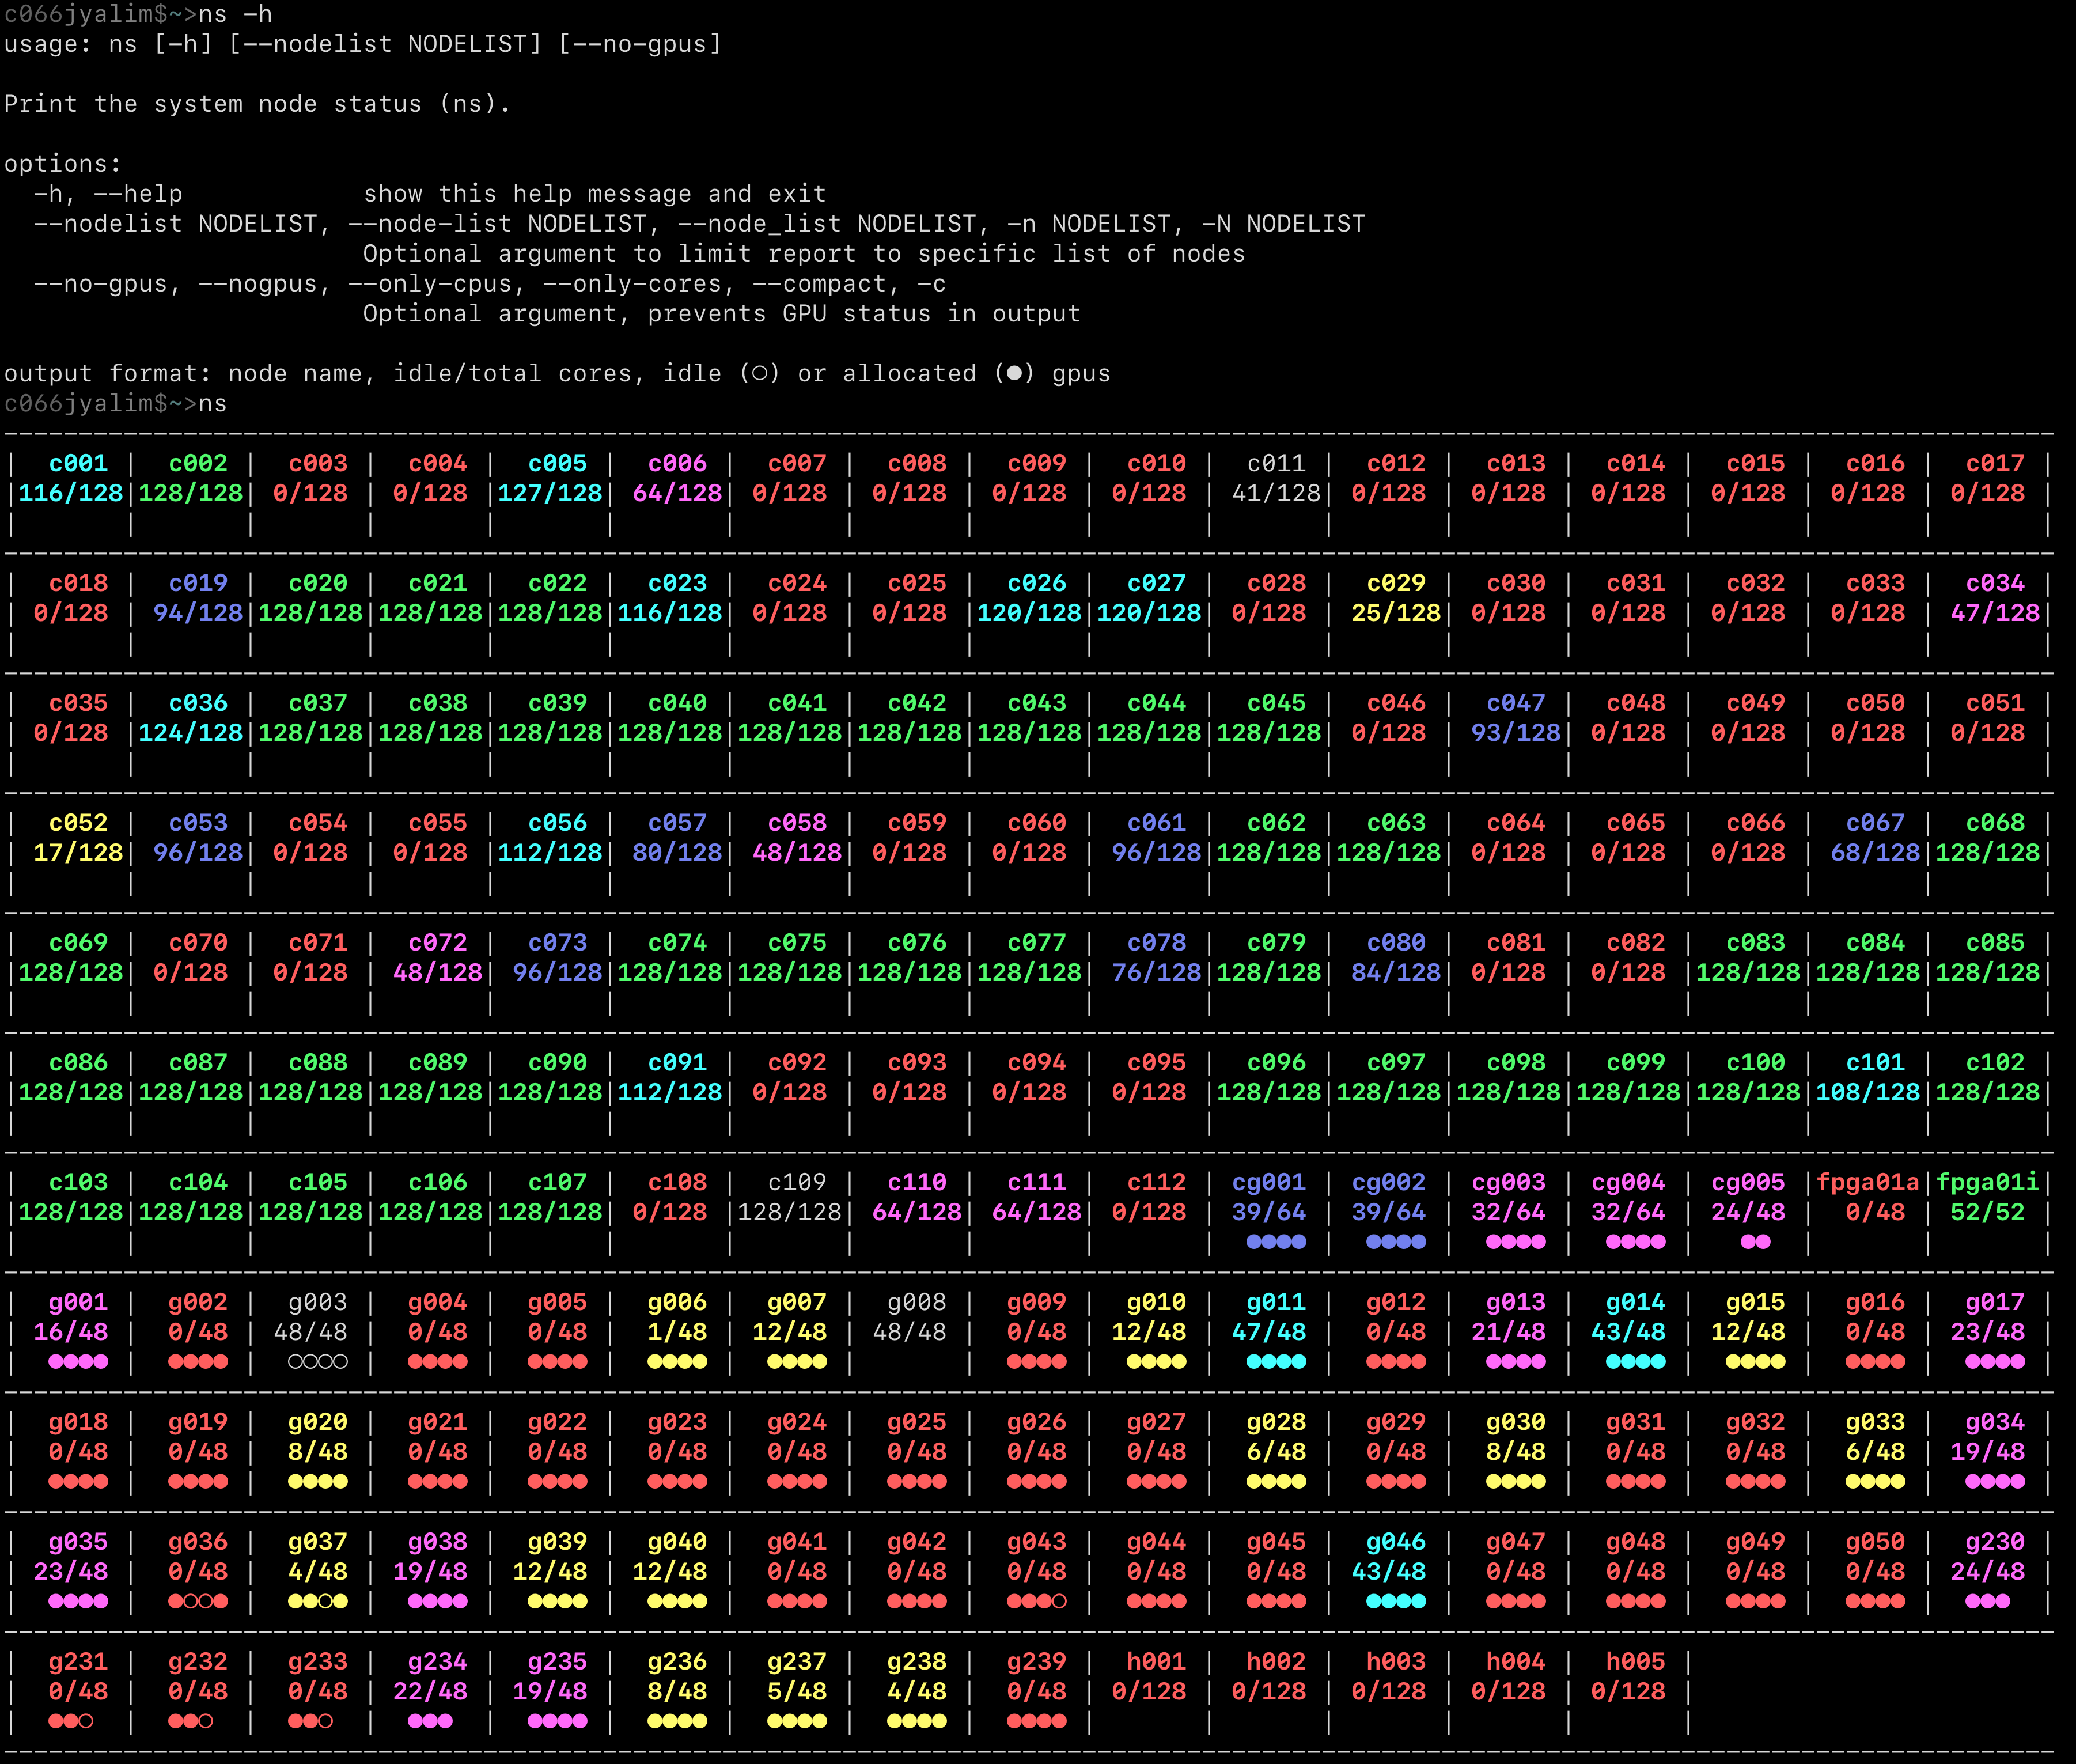 c066jyalim$~>ns -h
usage: ns [-h] [--nodelist NODELIST] [--no-gpus]
Print the system node status (ns).
options:
  -h, --help            show this help message and exit
  --nodelist NODELIST, --node-list NODELIST, --node_list NODELIST, -n NODELIST, -N NODELIST
                        Optional argument to limit report to specific list of nodes
  --no-gpus, --nogpus, --only-cpus, --only-cores, --compact, -c
                        Optional argument, prevents GPU status in output
output format: node name, idle/total cores, idle (○) or allocated (●) gpus
c066jyalim$~>ns
| c001 | c002 | c003 | c004 | c005 | c006 | c007 | c008 | c009 | c010 | c011 | c012 | c013 | c014 | c015 | c016 | c017 |
|116/128|128/128| 0/128 | 0/128 |127/128| 64/128| 0/128 | 0/128 | 0/128 | 0/128 | 41/128| 0/128 | 0/128 | 0/128 | 0/128 | 0/128 | 0/128 |
| c018 | c019 | c020 | c021 | c022 | c023 | c024 | c025 | c026 | c027 | c028 | c029 | c030 | c031 | c032 | c033 | c034 |
| 0/128 | 94/128|128/128|128/128|128/128|116/128| 0/128 | 0/128 |120/128|120/128| 0/128 | 25/128| 0/128 | 0/128 | 0/128 | 0/128 | 47/128|
| c035 | c036 | c037 | c038 | c039 | c040 | c041 | c042 | c043 | c044 | c045 | c046 | c047 | c048 | c049 | c050 | c051 |
| 0/128 |124/128|128/128|128/128|128/128|128/128|128/128|128/128|128/128|128/128|128/128| 0/128 | 93/128| 0/128 | 0/128 | 0/128 | 0/128 |
| c052 | c053 | c054 | c055 | c056 | c057 | c058 | c059 | c060 | c061 | c062 | c063 | c064 | c065 | c066 | c067 | c068 |
| 17/128| 96/128| 0/128 | 0/128 |112/128| 80/128| 48/128| 0/128 | 0/128 | 96/128|128/128|128/128| 0/128 | 0/128 | 0/128 | 68/128|128/128|
| c069 | c070 | c071 | c072 | c073 | c074 | c075 | c076 | c077 | c078 | c079 | c080 | c081 | c082 | c083 | c084 | c085 |
|128/128| 0/128 | 0/128 | 48/128| 96/128|128/128|128/128|128/128|128/128| 76/128|128/128| 84/128| 0/128 | 0/128 |128/128|128/128|128/128|
| c086 | c087 | c088 | c089 | c090 | c091 | c092 | c093 | c094 | c095 | c096 | c097 | c098 | c099 | c100 | c101 | c102 |
|128/128|128/128|128/128|128/128|128/128|112/128| 0/128 | 0/128 | 0/128 | 0/128 |128/128|128/128|128/128|128/128|128/128|108/128|128/128|
| c103 | c104 | c105 | c106 | c107 | c108 | c109 | c110 | c111 | c112 | cg001 | cg002 | cg003 | cg004 | cg005 |fpga01a|fpga01i|
|128/128|128/128|128/128|128/128|128/128| 0/128 |128/128| 64/128| 64/128| 0/128 | 39/64 | 39/64 | 32/64 | 32/64 | 24/48 | 0/48 | 52/52 |
| | | | | | | | | | | ●●●● | ●●●● | ●●●● | ●●●● | ●● | | |
| g001 | g002 | g003 | g004 | g005 | g006 | g007 | g008 | g009 | g010 | g011 | g012 | g013 | g014 | g015 | g016 | g017 |
| 16/48 | 0/48 | 48/48 | 0/48 | 0/48 | 1/48 | 12/48 | 48/48 | 0/48 | 12/48 | 47/48 | 0/48 | 21/48 | 43/48 | 12/48 | 0/48 | 23/48 |
| ●●●● | ●●●● | ○○○○ | ●●●● | ●●●● | ●●●● | ●●●● | | ●●●● | ●●●● | ●●●● | ●●●● | ●●●● | ●●●● | ●●●● | ●●●● | ●●●● |
| g018 | g019 | g020 | g021 | g022 | g023 | g024 | g025 | g026 | g027 | g028 | g029 | g030 | g031 | g032 | g033 | g034 |
| 0/48 | 0/48 | 8/48 | 0/48 | 0/48 | 0/48 | 0/48 | 0/48 | 0/48 | 0/48 | 6/48 | 0/48 | 8/48 | 0/48 | 0/48 | 6/48 | 19/48 |
| ●●●● | ●●●● | ●●●● | ●●●● | ●●●● | ●●●● | ●●●● | ●●●● | ●●●● | ●●●● | ●●●● | ●●●● | ●●●● | ●●●● | ●●●● | ●●●● | ●●●● |
| g035 | g036 | g037 | g038 | g039 | g040 | g041 | g042 | g043 | g044 | g045 | g046 | g047 | g048 | g049 | g050 | g230 |
| 23/48 | 0/48 | 4/48 | 19/48 | 12/48 | 12/48 | 0/48 | 0/48 | 0/48 | 0/48 | 0/48 | 43/48 | 0/48 | 0/48 | 0/48 | 0/48 | 24/48 |
| ●●●● | ●○○● | ●●○● | ●●●● | ●●●● | ●●●● | ●●●● | ●●●● | ●●●○ | ●●●● | ●●●● | ●●●● | ●●●● | ●●●● | ●●●● | ●●●● | ●●● |
| g231 | g232 | g233 | g234 | g235 | g236 | g237 | g238 | g239 | h001 | h002 | h003 | h004 | h005 |
| 0/48 | 0/48 | 0/48 | 22/48 | 19/48 | 8/48 | 5/48 | 4/48 | 0/48 | 0/128 | 0/128 | 0/128 | 0/128 | 0/128 |
| ●●○ | ●●○ | ●●○ | ●●● | ●●●● | ●●●● | ●●●● | ●●●● | ●●●● | | | | | |